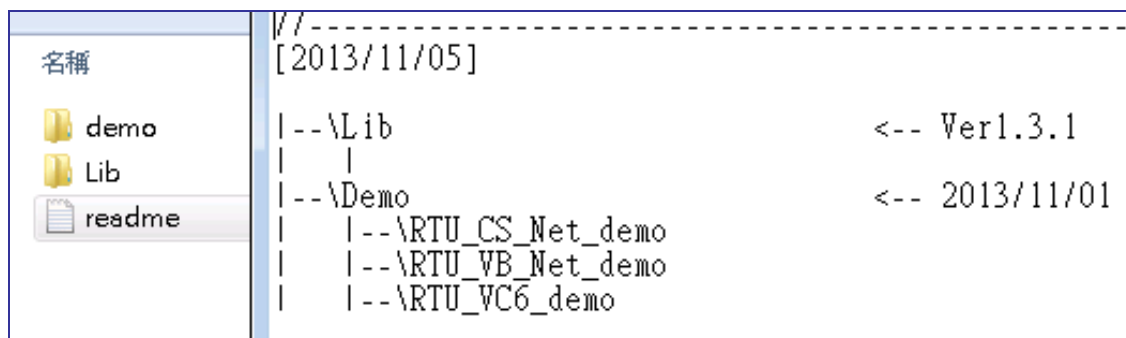 名稱
demo
Lib
readme
//-----------------------------------------------
[2013/11/05]
|--\Lib <-- Ver1.3.1
| |
|--\Demo <-- 2013/11/01
| |--\RTU_CS_Net_demo
| |--\RTU_VB_Net_demo
| |--\RTU_VC6_demo